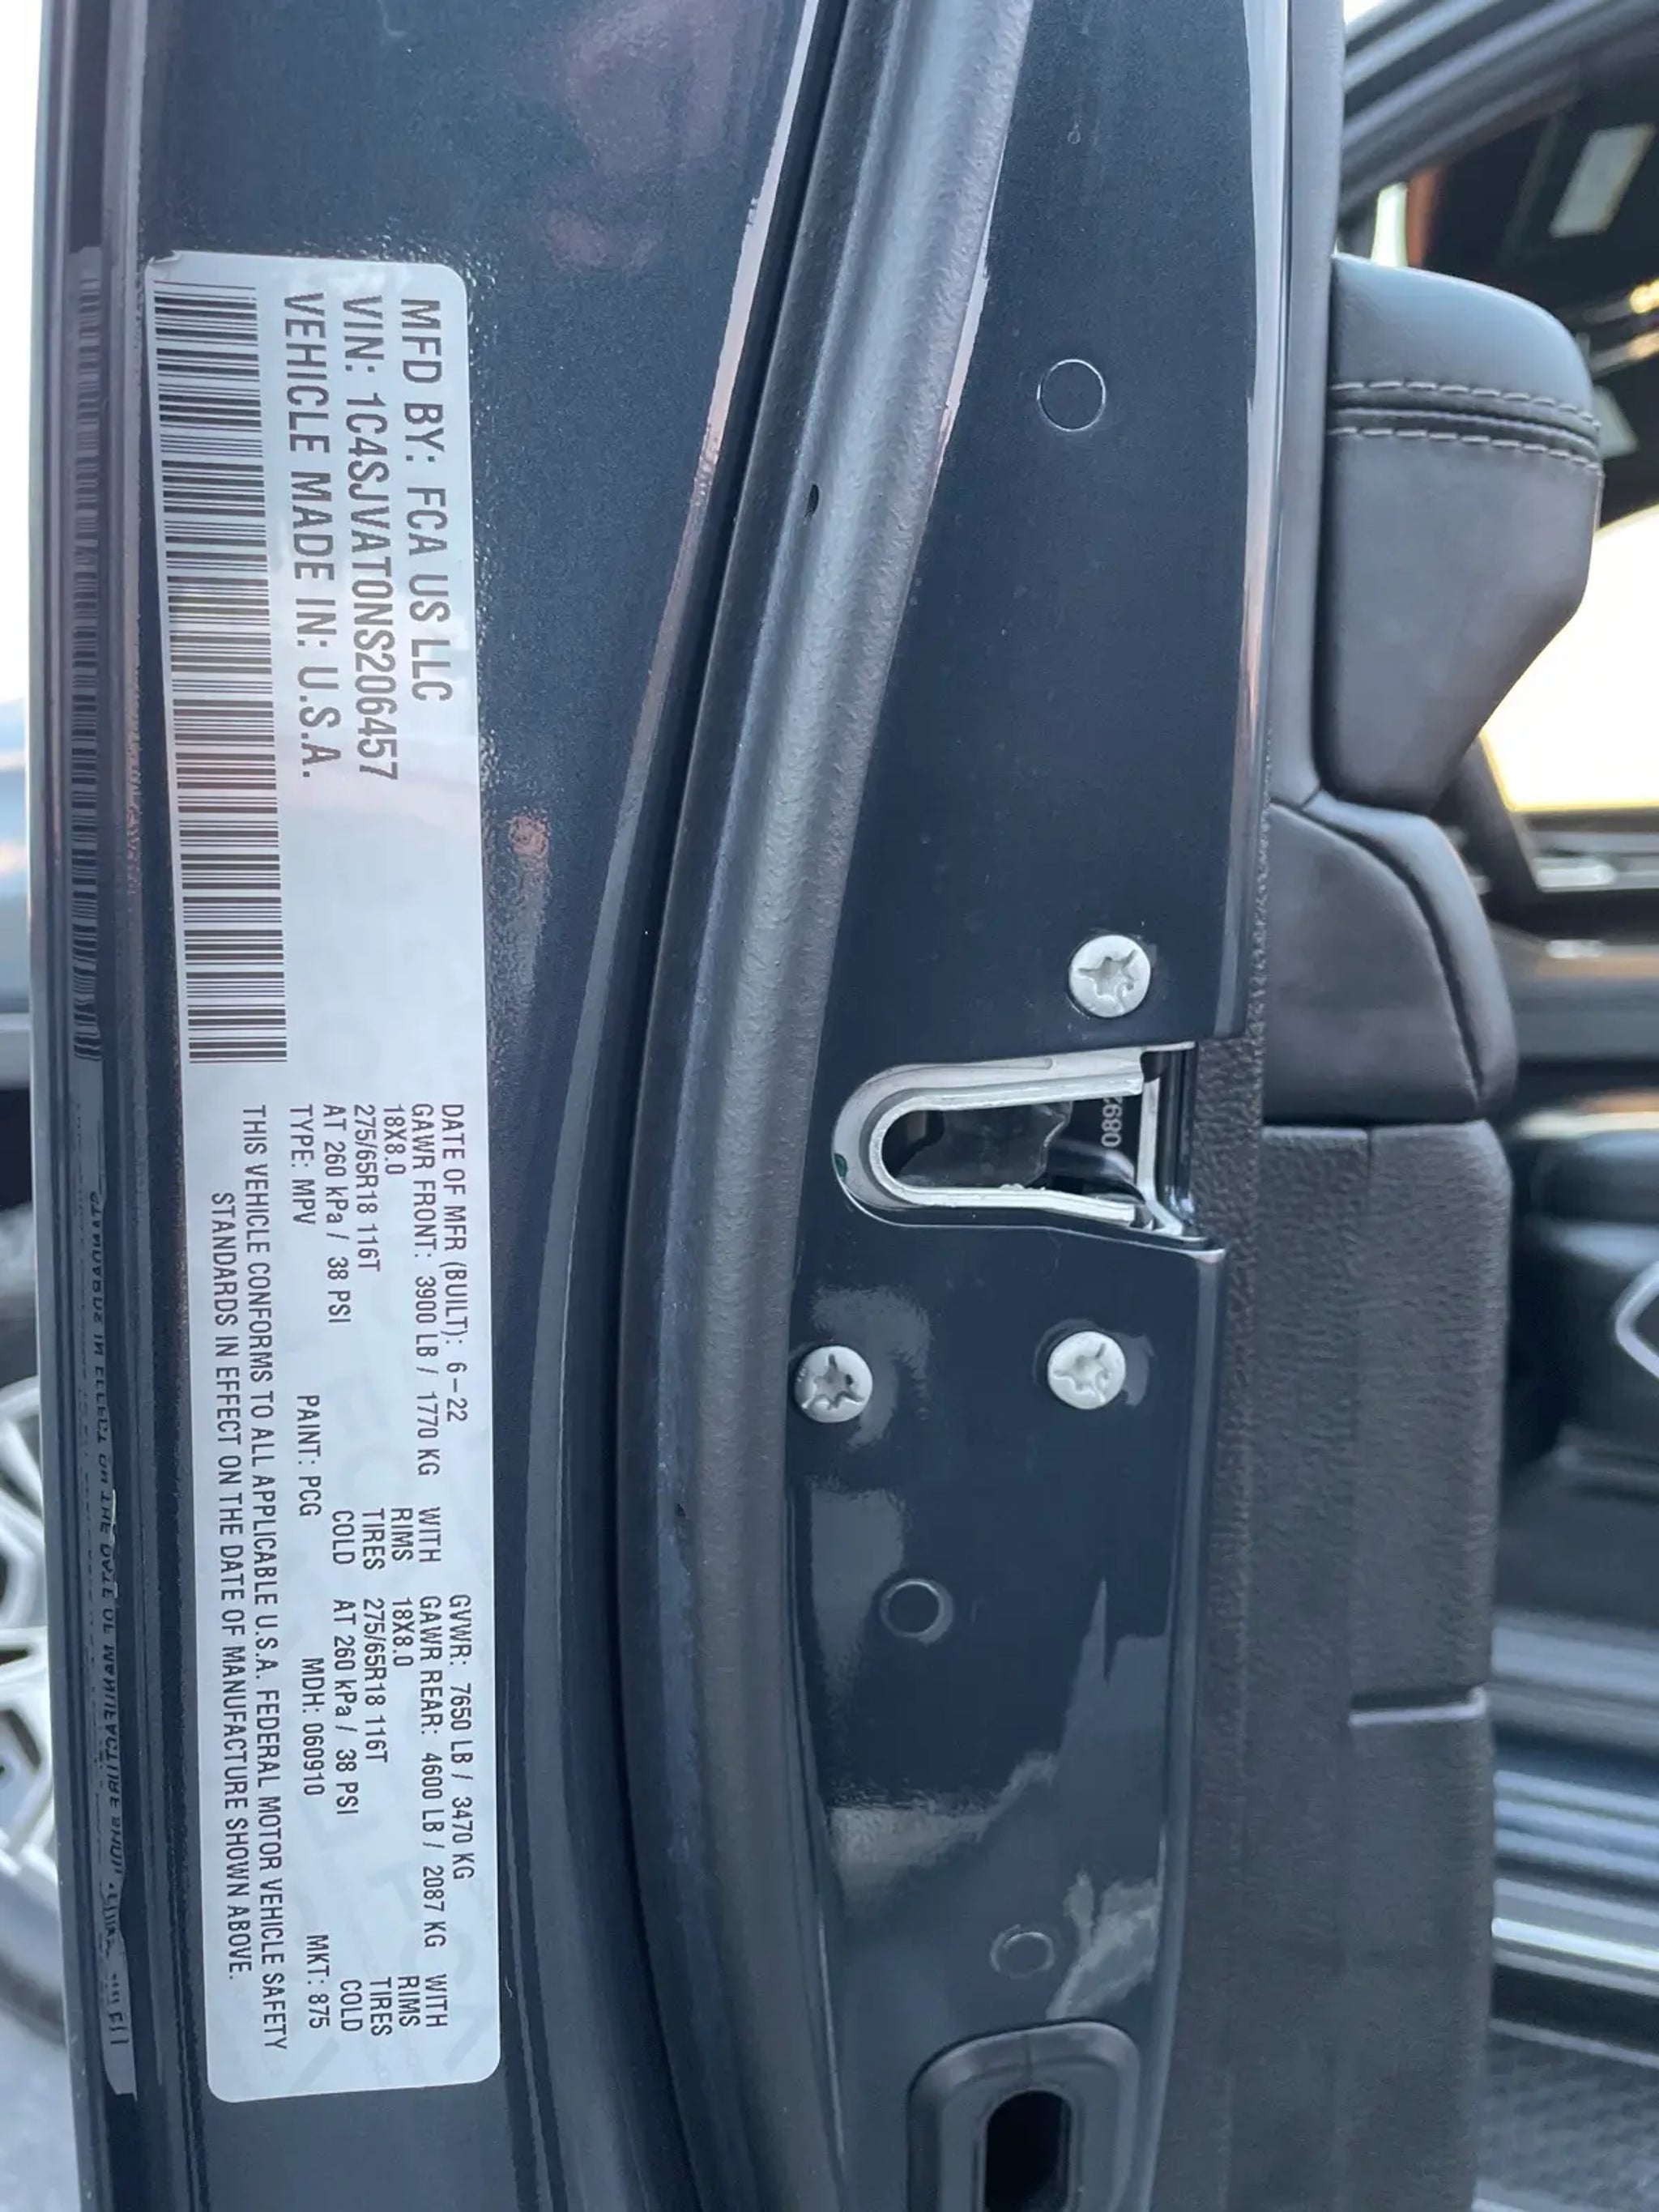 MFD BY: FCA US LLC
VIN: 1C4SJVAT0NS206457
VEHICLE MADE IN: U.S.A.
DATE OF MFR (BUILT): 6-22 GVWR: 7650 LB / 3470 KG
GAWR FRONT: 3900 LB / 1770 KG WITH GAWR REAR: 4600 LB / 2087 KG WITH
18X8.0 RIMS 18X8.0 RIMS
275/65R18 116T TIRES 275/65R18 116T TIRES
AT 260 kPa / 38 PSI COLD AT 260 kPa / 38 PSI COLD
TYPE: MPV PAINT: PCG MDH: 060910 MKT: 875
THIS VEHICLE CONFORMS TO ALL APPLICABLE U.S.A. FEDERAL MOTOR VEHICLE SAFETY
STANDARDS IN EFFECT ON THE DATE OF MANUFACTURE SHOWN ABOVE.